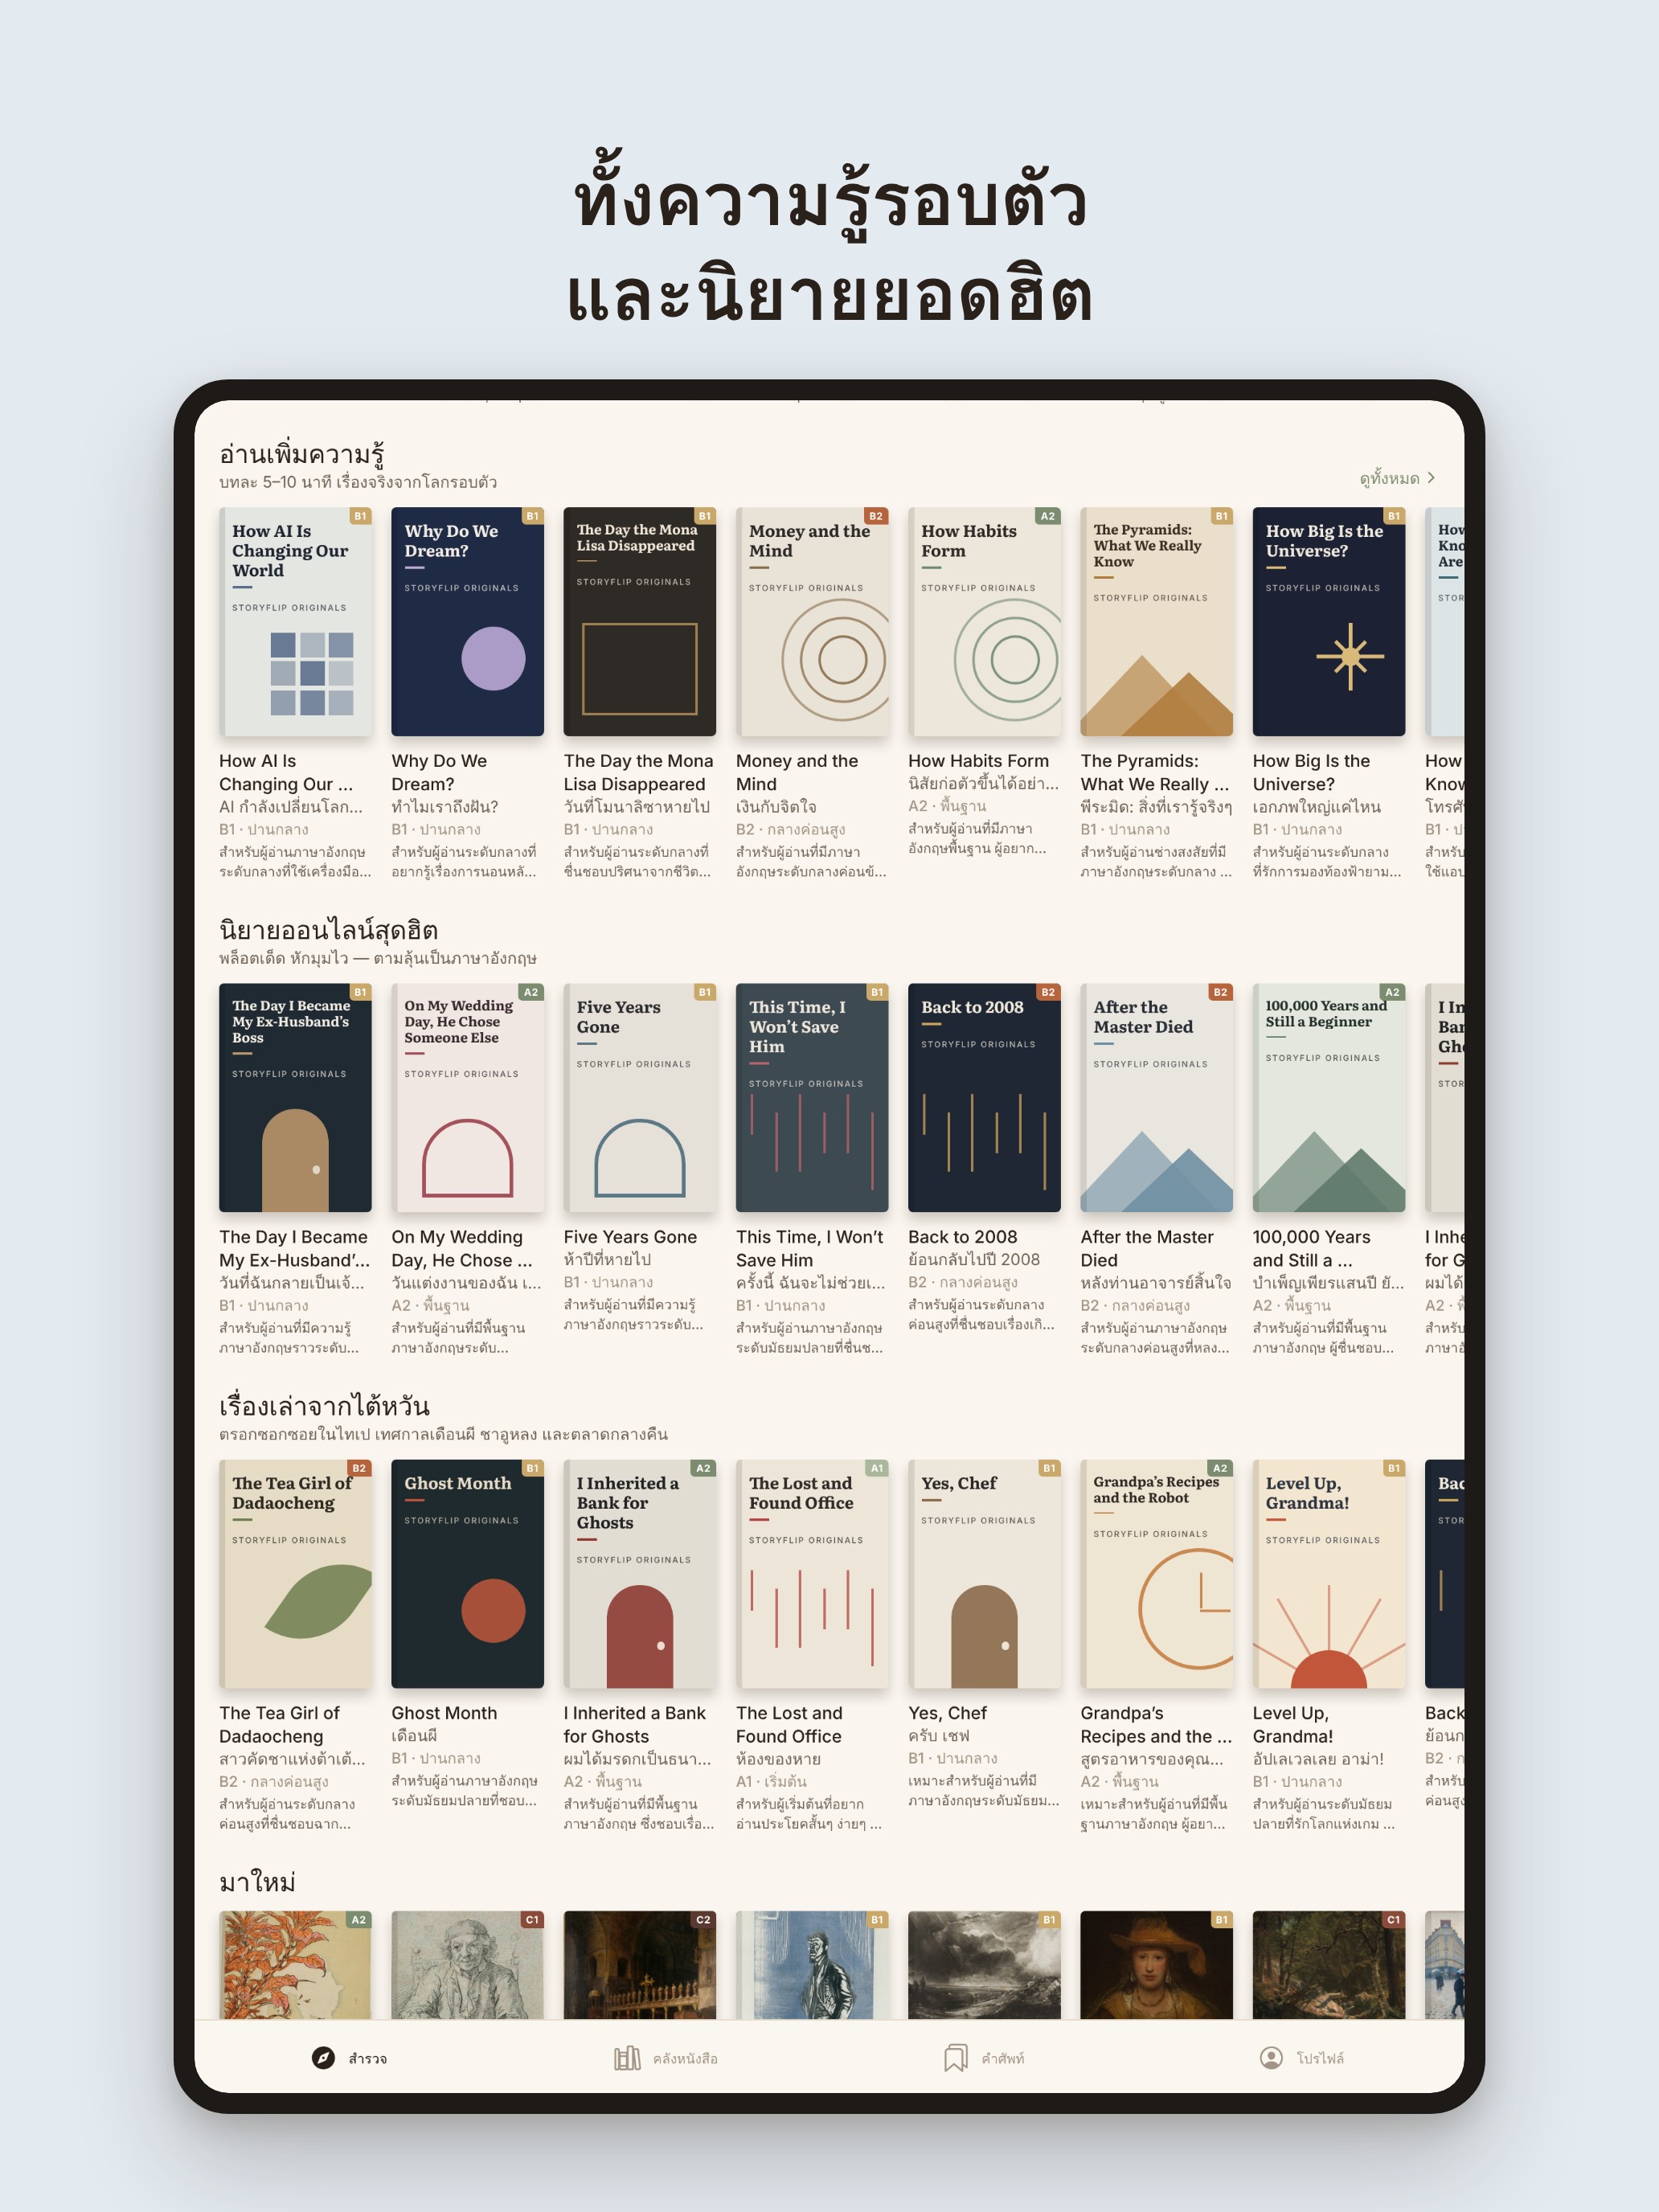 ทั้งความรู้รอบตัว
และนิยายยอดฮิต
อ่านเพิ่มความรู้
บทละ 5–10 นาที เรื่องจริงจากโลกรอบตัว
ดูทั้งหมด
B1
How AI Is
Changing Our
World
STORYFLIP ORIGINALS
B1
Why Do We
Dream?
STORYFLIP ORIGINALS
B1
The Day the Mona
Lisa Disappeared
STORYFLIP ORIGINALS
B2
Money and the
Mind
STORYFLIP ORIGINALS
A2
How Habits
Form
STORYFLIP ORIGINALS
B1
The Pyramids:
What We Really
Know
STORYFLIP ORIGINALS
B1
How Big Is the
Universe?
STORYFLIP ORIGINALS
How AI Is
Changing Our ...
AI กำลังเปลี่ยนโลก...
B1 · ปานกลาง
สำหรับผู้อ่านภาษาอังกฤษ
ระดับกลางที่ใช้เครื่องมือ...
Why Do We
Dream?
ทำไมเราถึงฝัน?
B1 · ปานกลาง
สำหรับผู้อ่านระดับกลางที่
อยากรู้เรื่องการนอนหลั...
The Day the Mona
Lisa Disappeared
วันที่โมนาลิซาหายไป
B1 · ปานกลาง
สำหรับผู้อ่านระดับกลางที่
ชื่นชอบปริศนาจากชีวิต...
Money and the
Mind
เงินกับจิตใจ
B2 · กลางค่อนสูง
สำหรับผู้อ่านที่มีภาษา
อังกฤษระดับกลางค่อนข้...
How Habits Form
นิสัยก่อตัวขึ้นได้อย่า...
A2 · พื้นฐาน
สำหรับผู้อ่านที่มีภาษา
อังกฤษพื้นฐาน ผู้อยาก...
The Pyramids:
What We Really ...
พีระมิด: สิ่งที่เรารู้จริงๆ
B1 · ปานกลาง
สำหรับผู้อ่านช่างสงสัยที่มี
ภาษาอังกฤษระดับกลาง ...
How Big Is the
Universe?
เอกภพใหญ่แค่ไหน
B1 · ปานกลาง
สำหรับผู้อ่านระดับกลาง
ที่รักการมองท้องฟ้ายาม...
นิยายออนไลน์สุดฮิต
พล็อตเด็ด หักมุมไว — ตามลุ้นเป็นภาษาอังกฤษ
B1
The Day I Became
My Ex-Husband's
Boss
STORYFLIP ORIGINALS
A2
On My Wedding
Day, He Chose
Someone Else
STORYFLIP ORIGINALS
B1
Five Years
Gone
STORYFLIP ORIGINALS
B1
This Time, I
Won't Save
Him
STORYFLIP ORIGINALS
B2
Back to 2008
STORYFLIP ORIGINALS
B2
After the
Master Died
STORYFLIP ORIGINALS
A2
100,000 Years and
Still a Beginner
STORYFLIP ORIGINALS
The Day I Became
My Ex-Husband'...
วันที่ฉันกลายเป็นเจ้...
B1 · ปานกลาง
สำหรับผู้อ่านที่มีความรู้
ภาษาอังกฤษราวระดับ...
On My Wedding
Day, He Chose ...
วันแต่งงานของฉัน เ...
A2 · พื้นฐาน
สำหรับผู้อ่านที่มีพื้นฐาน
ภาษาอังกฤษระดับ...
Five Years Gone
ห้าปีที่หายไป
B1 · ปานกลาง
สำหรับผู้อ่านที่มีความรู้
ภาษาอังกฤษราวระดับ...
This Time, I Won't
Save Him
ครั้งนี้ ฉันจะไม่ช่วยเ...
B1 · ปานกลาง
สำหรับผู้อ่านภาษาอังกฤษ
ระดับมัธยมปลายที่ชื่นช...
Back to 2008
ย้อนกลับไปปี 2008
B2 · กลางค่อนสูง
สำหรับผู้อ่านระดับกลาง
ค่อนสูงที่ชื่นชอบเรื่องเกิ...
After the Master
Died
หลังท่านอาจารย์สิ้นใจ
B2 · กลางค่อนสูง
สำหรับผู้อ่านภาษาอังกฤษ
ระดับกลางค่อนสูงที่หลง...
100,000 Years
and Still a ...
บำเพ็ญเพียรแสนปี ยั...
A2 · พื้นฐาน
สำหรับผู้อ่านที่มีพื้นฐาน
ภาษาอังกฤษ ผู้ชื่นชอบ...
เรื่องเล่าจากไต้หวัน
ตรอกซอกซอยในไทเป เทศกาลเดือนผี ชาอูหลง และตลาดกลางคืน
B2
The Tea Girl of
Dadaocheng
STORYFLIP ORIGINALS
B1
Ghost Month
STORYFLIP ORIGINALS
A2
I Inherited a
Bank for
Ghosts
STORYFLIP ORIGINALS
A1
The Lost and
Found Office
STORYFLIP ORIGINALS
B1
Yes, Chef
STORYFLIP ORIGINALS
A2
Grandpa's Recipes
and the Robot
STORYFLIP ORIGINALS
B1
Level Up,
Grandma!
STORYFLIP ORIGINALS
The Tea Girl of
Dadaocheng
สาวคัดชาแห่งต้าเต้...
B2 · กลางค่อนสูง
สำหรับผู้อ่านระดับกลาง
ค่อนสูงที่ชื่นชอบฉาก...
Ghost Month
เดือนผี
B1 · ปานกลาง
สำหรับผู้อ่านภาษาอังกฤษ
ระดับมัธยมปลายที่ชอบ...
I Inherited a Bank
for Ghosts
ผมได้มรดกเป็นธนา...
A2 · พื้นฐาน
สำหรับผู้อ่านที่มีพื้นฐาน
ภาษาอังกฤษ ซึ่งชอบเรื่อ...
The Lost and
Found Office
ห้องของหาย
A1 · เริ่มต้น
สำหรับผู้เริ่มต้นที่อยาก
อ่านประโยคสั้นๆ ง่ายๆ ...
Yes, Chef
ครับ เชฟ
B1 · ปานกลาง
เหมาะสำหรับผู้อ่านที่มี
ภาษาอังกฤษระดับมัธยม...
Grandpa's
Recipes and the ...
สูตรอาหารของคุณ...
A2 · พื้นฐาน
เหมาะสำหรับผู้อ่านที่มีพื้น
ฐานภาษาอังกฤษ ผู้อยา...
Level Up,
Grandma!
อัปเลเวลเลย อาม่า!
B1 · ปานกลาง
สำหรับผู้อ่านระดับมัธยม
ปลายที่รักโลกแห่งเกม ...
มาใหม่
A2
C1
C2
B1
B1
B1
C1
สำรวจ
คลังหนังสือ
คำศัพท์
โปรไฟล์